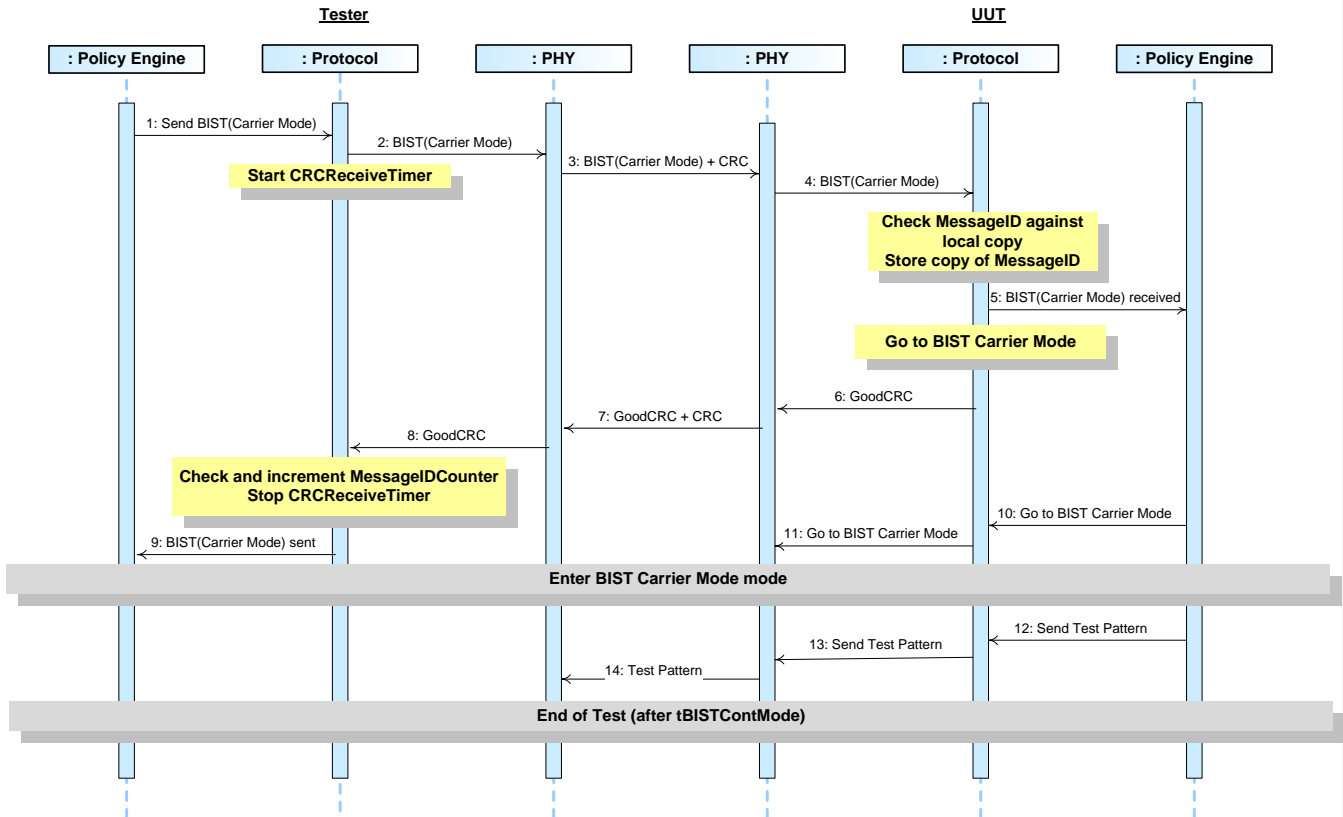 Tester
UUT
: Policy Engine
: Protocol
: PHY
: PHY
: Protocol
: Policy Engine
1: Send BIST(Carrier Mode)
2: BIST(Carrier Mode)
Start CRCReceiveTimer
3: BIST(Carrier Mode) + CRC
4: BIST(Carrier Mode)
Check MessageID against
local copy
Store copy of MessageID
5: BIST(Carrier Mode) received
Go to BIST Carrier Mode
6: GoodCRC
7: GoodCRC + CRC
8: GoodCRC
Check and increment MessageIDCounter
Stop CRCReceiveTimer
9: BIST(Carrier Mode) sent
10: Go to BIST Carrier Mode
11: Go to BIST Carrier Mode
Enter BIST Carrier Mode mode
12: Send Test Pattern
13: Send Test Pattern
14: Test Pattern
End of Test (after tBISTContMode)